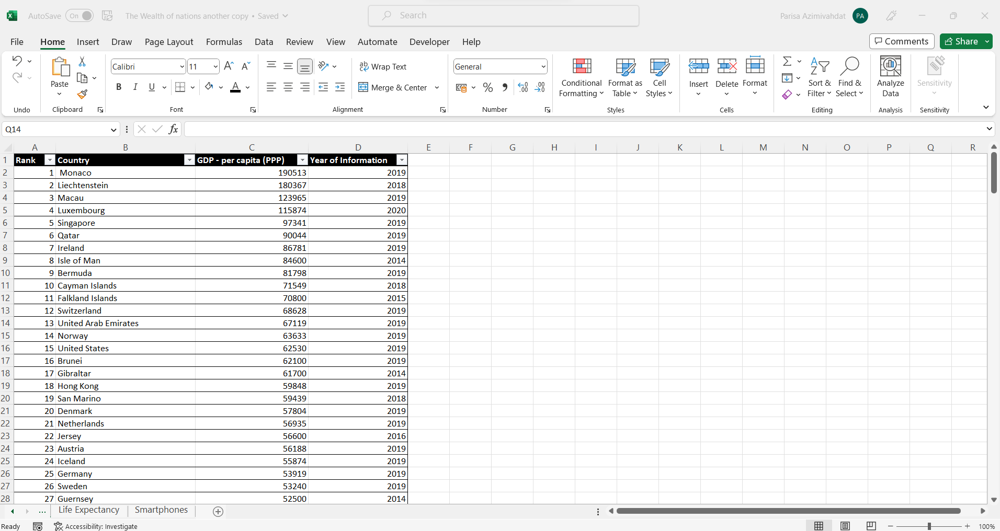 AutoSave On The Wealth of nations another copy • Saved Search Parisa Azimivahdat PA
File Home Insert Draw Page Layout Formulas Data Review View Automate Developer Help Comments Share
Paste
Calibri 11
B I U A
ab Wrap Text
Merge & Center
General
% .00 .00
Conditional Formatting
Format as Table
Cell Styles
Insert Delete Format
Sort & Filter
Find & Select
Analyze Data
Sensitivity
Undo Clipboard Font Alignment Number Styles Cells Editing Analysis Sensitivity
Q14 fx
A B C D E F G H I J K L M N O P Q R
1 Rank Country GDP - per capita (PPP) Year of Information
2 1 Monaco 190513 2019
3 2 Liechtenstein 180367 2018
4 3 Macau 123965 2019
5 4 Luxembourg 115874 2020
6 5 Singapore 97341 2019
7 6 Qatar 90044 2019
8 7 Ireland 86781 2019
9 8 Isle of Man 84600 2014
10 9 Bermuda 81798 2019
11 10 Cayman Islands 71549 2018
12 11 Falkland Islands 70800 2015
13 12 Switzerland 68628 2019
14 13 United Arab Emirates 67119 2019
15 14 Norway 63633 2019
16 15 United States 62530 2019
17 16 Brunei 62100 2019
18 17 Gibraltar 61700 2014
19 18 Hong Kong 59848 2019
20 19 San Marino 59439 2018
21 20 Denmark 57804 2019
22 21 Netherlands 56935 2019
23 22 Jersey 56600 2016
24 23 Austria 56188 2019
25 24 Iceland 55874 2019
26 25 Germany 53919 2019
27 26 Sweden 53240 2019
28 27 Guernsey 52500 2014
... Life Expectancy Smartphones
Ready Accessibility: Investigate 100%